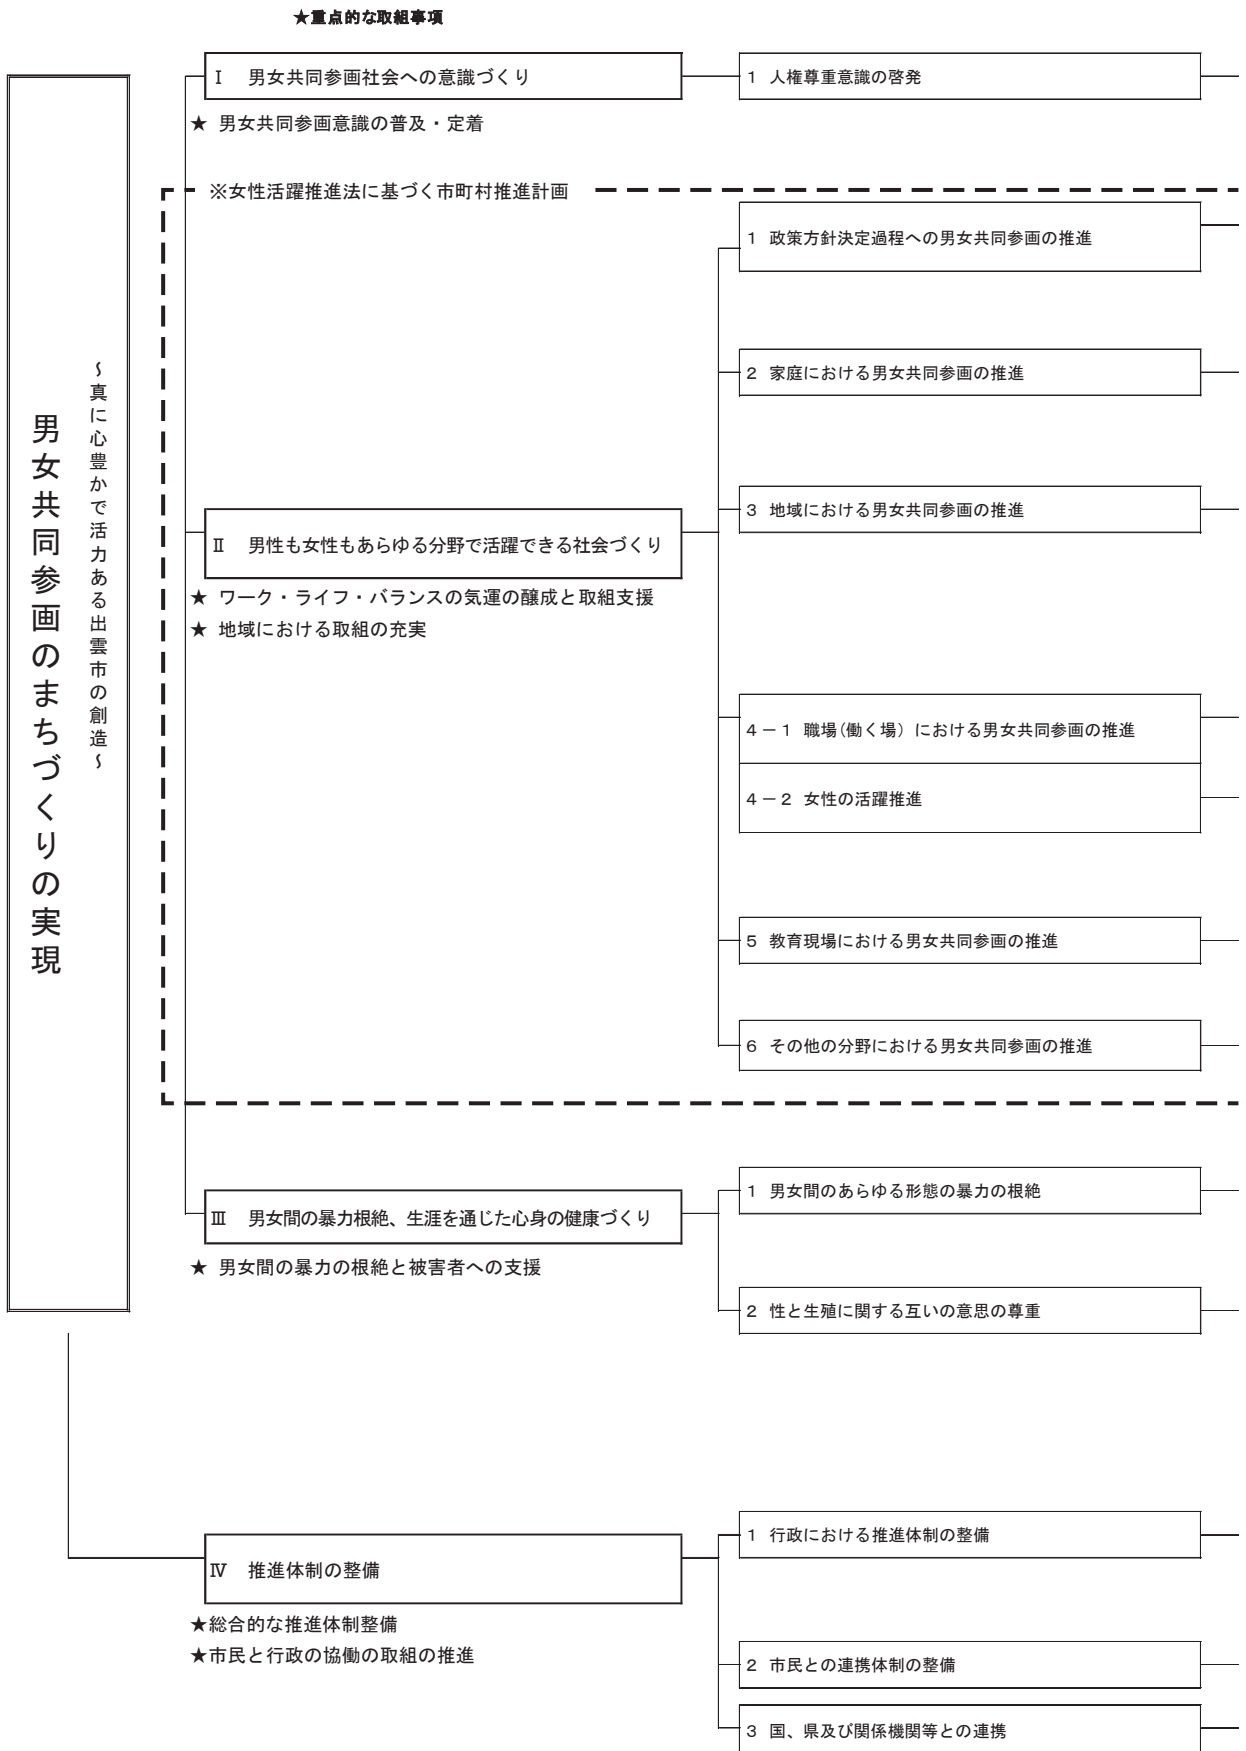 ★重点的な取組事項
男女共同参画のまちづくりの実現
～真に心豊かで活力ある出雲市の創造～
Ⅰ 男女共同参画社会への意識づくり
★ 男女共同参画意識の普及・定着
1 人権尊重意識の啓発
※女性活躍推進法に基づく市町村推進計画
Ⅱ 男性も女性もあらゆる分野で活躍できる社会づくり
★ ワーク・ライフ・バランスの気運の醸成と取組支援
★ 地域における取組の充実
1 政策方針決定過程への男女共同参画の推進
2 家庭における男女共同参画の推進
3 地域における男女共同参画の推進
4－1 職場(働く場）における男女共同参画の推進
4－2 女性の活躍推進
5 教育現場における男女共同参画の推進
6 その他の分野における男女共同参画の推進
Ⅲ 男女間の暴力根絶、生涯を通じた心身の健康づくり
★ 男女間の暴力の根絶と被害者への支援
1 男女間のあらゆる形態の暴力の根絶
2 性と生殖に関する互いの意思の尊重
Ⅳ 推進体制の整備
★総合的な推進体制整備
★市民と行政の協働の取組の推進
1 行政における推進体制の整備
2 市民との連携体制の整備
3 国、県及び関係機関等との連携